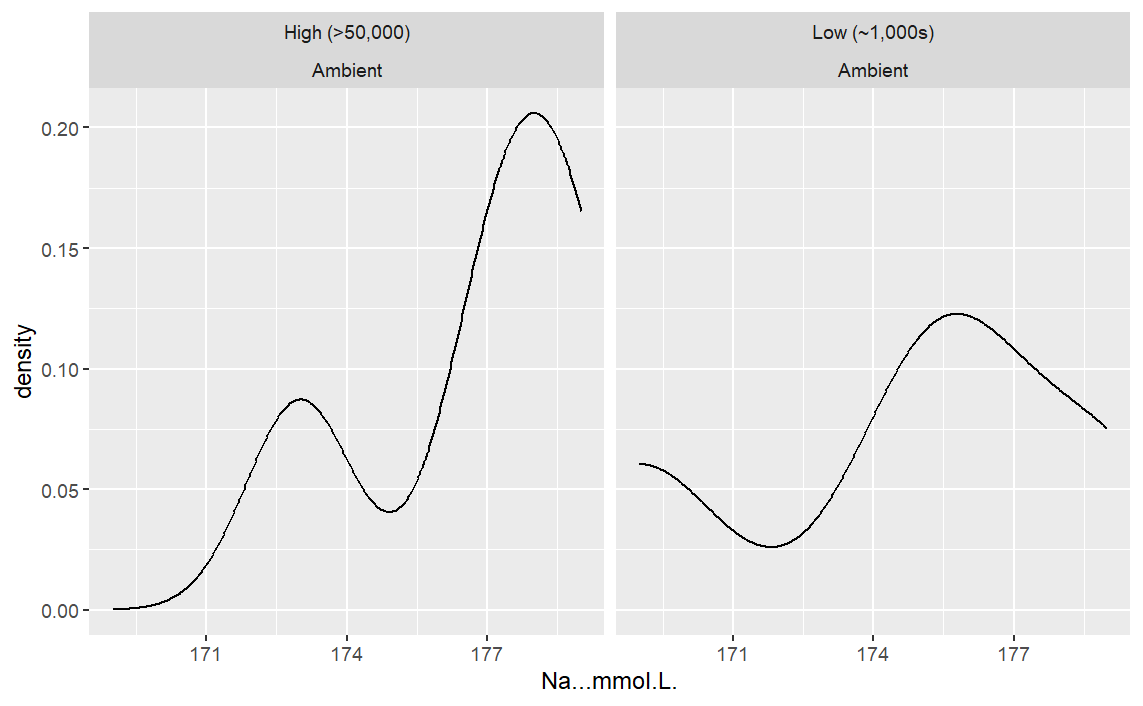 High (>50,000)
Low (~1,000s)
Ambient
Ambient
0.20
0.15
0.10
0.05
0.00
density
171
174
177
171
174
177
Na...mmol.L.